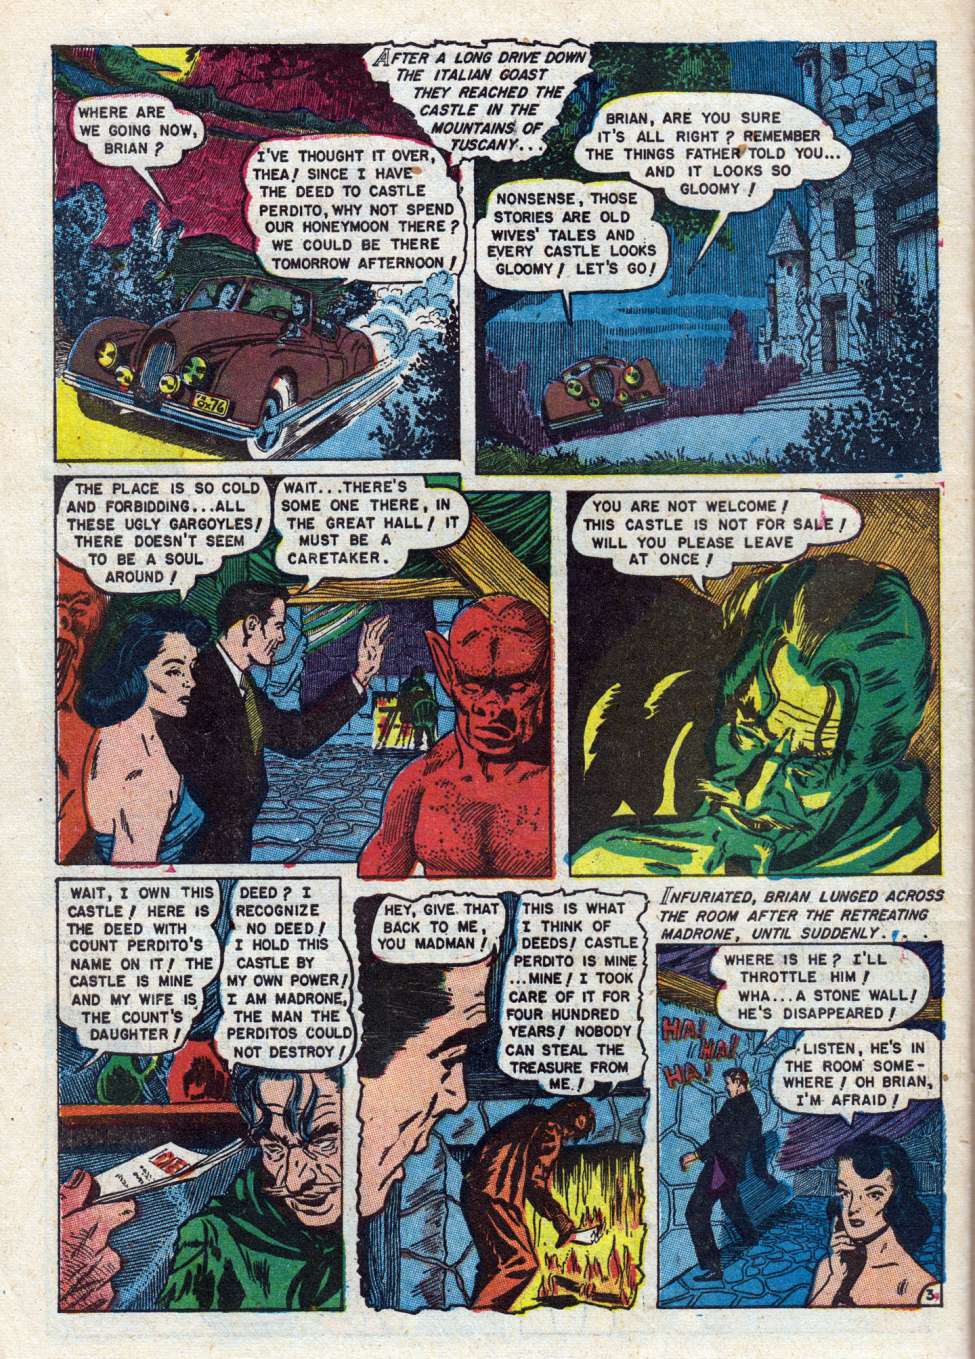 WHERE ARE
WE GOING NOW,
BRIAN?
I'VE THOUGHT IT OVER,
THEA! SINCE I HAVE
THE DEED TO CASTLE
PERDITO, WHY NOT SPEND
OUR HONEYMOON THERE?
WE COULD BE THERE
TOMORROW AFTERNOON!
AFTER A LONG DRIVE DOWN
THE ITALIAN COAST
THEY REACHED THE
CASTLE IN THE
MOUNTAINS OF
TUSCANY...
BRIAN, ARE YOU SURE
IT'S ALL RIGHT? REMEMBER
THE THINGS FATHER TOLD YOU...
AND IT LOOKS SO
GLOOMY!
NONSENSE, THOSE
STORIES ARE OLD
WIVES' TALES AND
EVERY CASTLE LOOKS
GLOOMY! LET'S GO!
THE PLACE IS SO COLD
AND FORBIDDING...ALL
THESE UGLY GARGOYLES!
THERE DOESN'T SEEM
TO BE A SOUL
AROUND!
WAIT...THERE'S
SOME ONE THERE, IN
THE GREAT HALL! IT
MUST BE A
CARETAKER.
YOU ARE NOT WELCOME!
THIS CASTLE IS NOT FOR SALE!
WILL YOU PLEASE LEAVE
AT ONCE!
WAIT, I OWN THIS
CASTLE! HERE IS
THE DEED WITH
COUNT PERDITO'S
NAME ON IT! THE
CASTLE IS MINE
AND MY WIFE IS
THE COUNT'S
DAUGHTER!
DEED? I
RECOGNIZE
NO DEED!
I HOLD THIS
CASTLE BY
MY OWN POWER!
I AM MADRONE,
THE MAN THE
PERDITOS COULD
NOT DESTROY!
HEY, GIVE THAT
BACK TO ME,
YOU MADMAN!
THIS IS WHAT
I THINK OF
DEEDS! CASTLE
PERDITO IS MINE
...MINE! I TOOK
CARE OF IT FOR
FOUR HUNDRED
YEARS! NOBODY
CAN STEAL THE
TREASURE FROM
ME!
INFURIATED, BRIAN LUNGED ACROSS
THE ROOM AFTER THE RETREATING
MADRONE, UNTIL SUDDENLY....
WHERE IS HE? I'LL
THROTTLE HIM!
WHA...A STONE WALL!
HE'S DISAPPEARED!
HA!
HA!
HA!
LISTEN, HE'S IN
THE ROOM SOME-
WHERE! OH BRIAN,
I'M AFRAID!
3